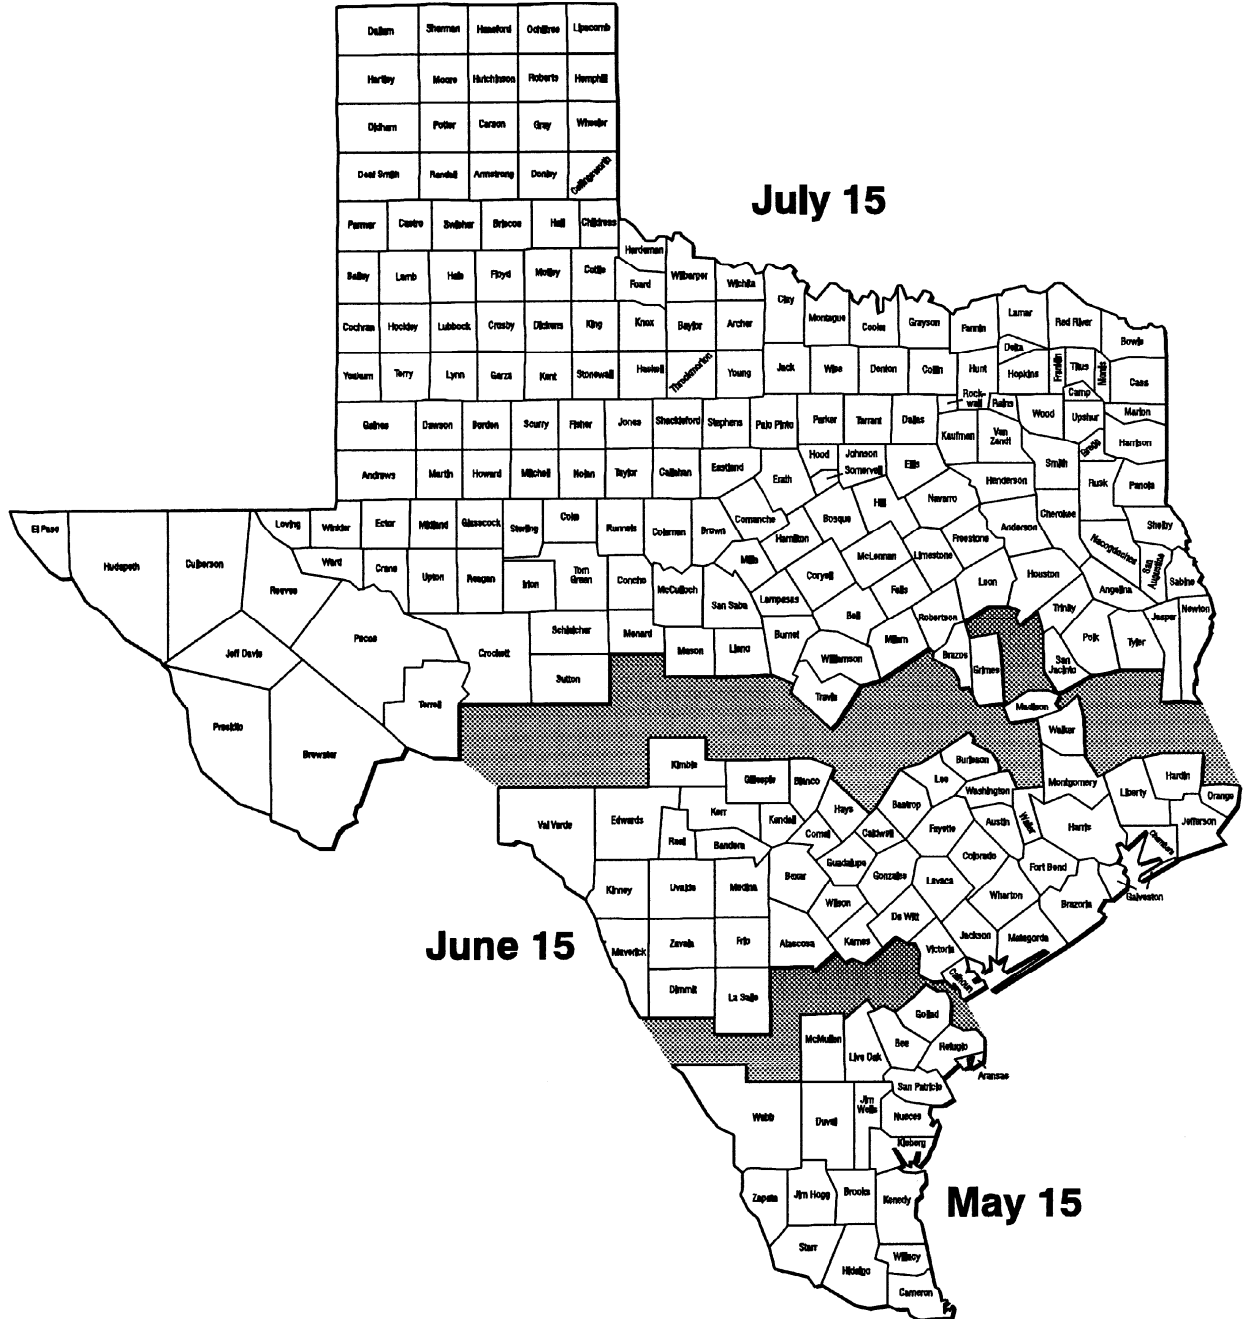 Dallam Sherman Hansford Ochiltree Lipscomb
Hartley Moore Hutchinson Roberts Hemphill
Oldham Potter Carson Gray Wheeler
Deaf Smith Randall Armstrong Donley Collingsworth
July 15
Parmer Castro Swisher Briscoe Hall Childress
Hardeman
Bailey Lamb Hale Floyd Motley Cottle Foard Wilbarger Wichita
Clay
Cochran Hockley Lubbock Crosby Dickens King Knox Baylor Archer Montague Cooke Grayson Fannin Lamar Red River Bowie
Delta
Yoakum Terry Lynn Garza Kent Stonewall Haskell Throckmorton Young Jack Wise Denton Collin Hunt Hopkins Franklin Titus Morris Cass
Camp
Rock-
wall Rains
Gaines Dawson Borden Scurry Fisher Jones Shackleford Stephens Palo Pinto Parker Tarrant Dallas Kaufman Van
Zandt Wood Upshur Marion
Gregg Harrison
Andrews Martin Howard Mitchell Nolan Taylor Callahan Eastland Erath Hood Johnson
Somervell Ellis Henderson Smith Rusk Panola
El Paso Hudspeth Culberson Loving Winkler Ector Midland Glasscock Sterling Coke Runnels Coleman Brown Comanche Hamilton Bosque Hill Navarro Anderson Cherokee Shelby
Freestone Nacogdoches San
Augustine Sabine
Reeves Ward Crane Upton Reagan Irion Tom
Green Concho McCulloch Mills Coryell McLennan Limestone Leon Houston Angelina
San Saba Lampasas Bell Falls Robertson Trinity Jasper Newton
Jeff Davis Pecos Crockett Schleicher Menard Mason Llano Burnet Williamson Milam Brazos Grimes San
Jacinto Polk Tyler
Sutton
Presidio Brewster Terrell Travis Madison
Walker
Kimble Gillespie Blanco Lee Burleson Washington Montgomery Liberty Hardin Orange
Val Verde Edwards Kerr Kendall Hays Bastrop Fayette Austin Waller Harris Jefferson
Real Bandera Comal Caldwell Chambers
Kinney Uvalde Medina Bexar Guadalupe Gonzales Lavaca Colorado Fort Bend
Wilson Wharton Brazoria Galveston
De Witt
June 15
Maverick Zavala Frio Atascosa Karnes Victoria Jackson Matagorda
Dimmit La Salle Calhoun
Goliad
McMullen Live Oak Bee Refugio
Aransas
San Patricio
Webb Duval Jim
Wells Nueces
Kleberg
Zapata Jim Hogg Brooks Kenedy
May 15
Starr Hidalgo Willacy
Cameron